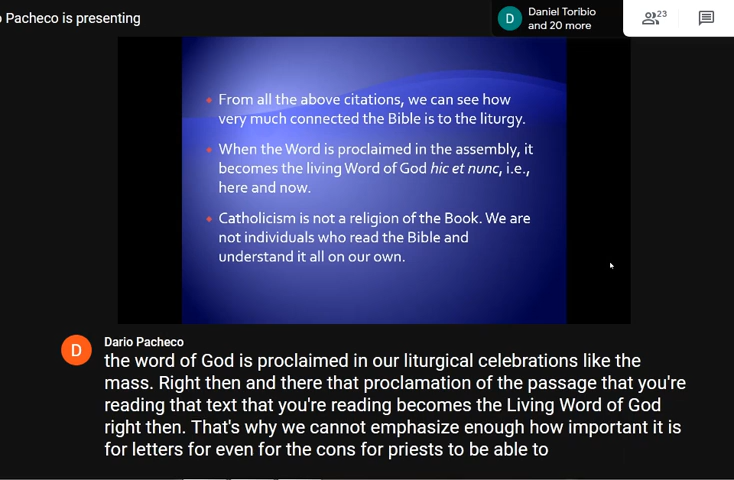 o Pacheco is presenting
D
Daniel Toribio
and 20 more
23
From all the above citations, we can see how
very much connected the Bible is to the liturgy.
When the Word is proclaimed in the assembly, it
becomes the living Word of God hic et nunc, i.e.,
here and now.
Catholicism is not a religion of the Book. We are
not individuals who read the Bible and
understand it all on our own.
D
Dario Pacheco
the word of God is proclaimed in our liturgical celebrations like the
mass. Right then and there that proclamation of the passage that you're
reading that text that you're reading becomes the Living Word of God
right then. That's why we cannot emphasize enough how important it is
for letters for even for the cons for priests to be able to